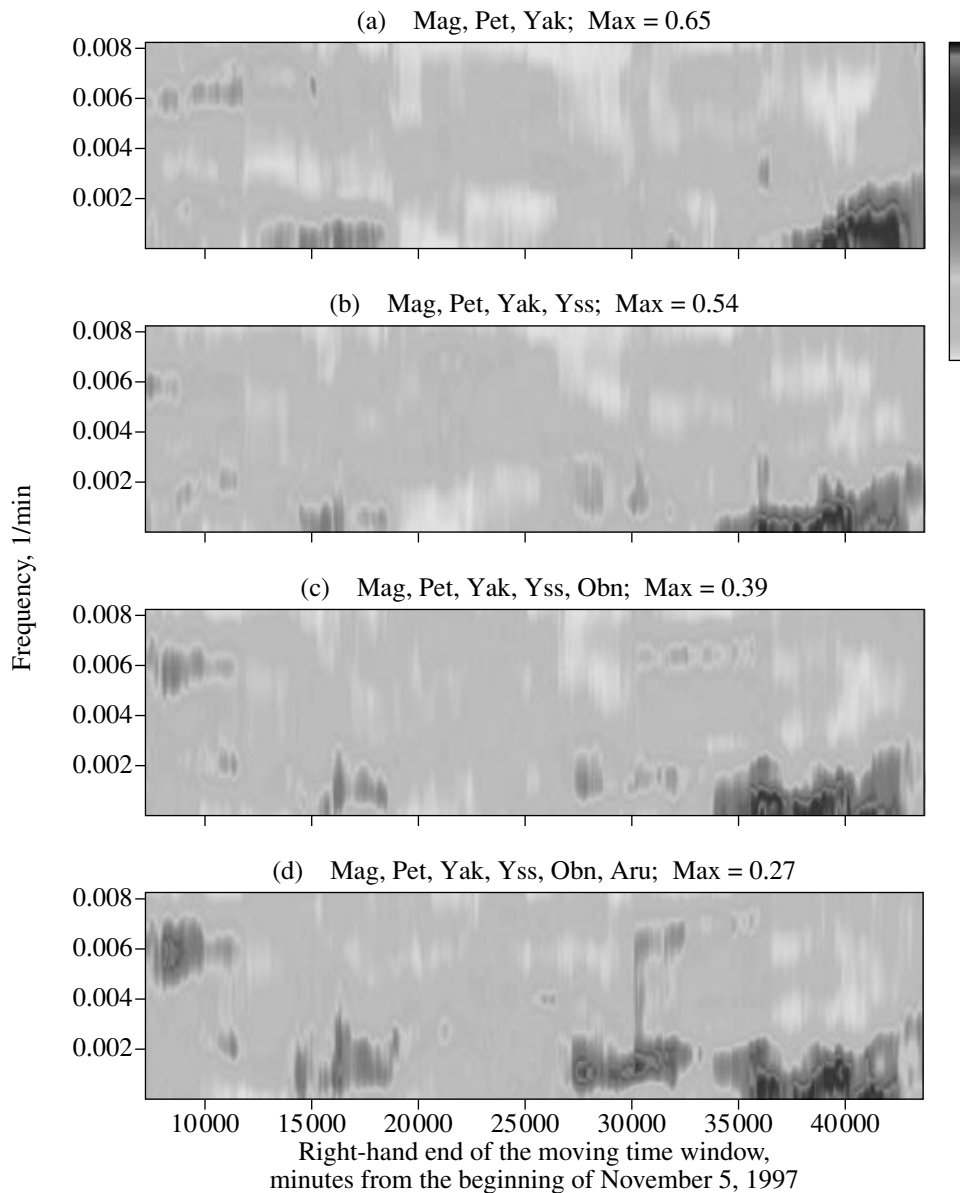 (a) Mag, Pet, Yak; Max = 0.65
0.008
0.006
0.004
0.002
(b) Mag, Pet, Yak, Yss; Max = 0.54
0.008
0.006
0.004
0.002
(c) Mag, Pet, Yak, Yss, Obn; Max = 0.39
0.008
0.006
0.004
0.002
(d) Mag, Pet, Yak, Yss, Obn, Aru; Max = 0.27
0.008
0.006
0.004
0.002
Frequency, 1/min
10000 15000 20000 25000 30000 35000 40000
Right-hand end of the moving time window,
minutes from the beginning of November 5, 1997